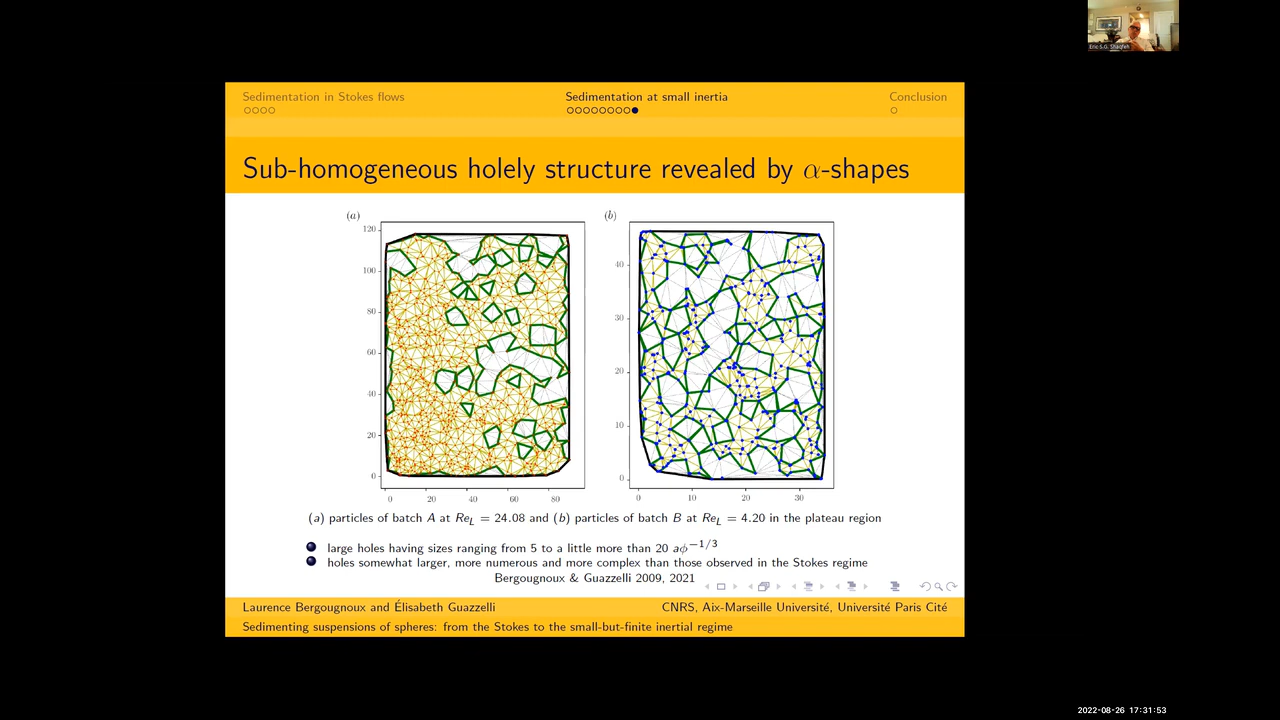 Eric S.G. Shaqfeh
Sedimentation in Stokes flows
Sedimentation at small inertia
Conclusion
Sub-homogeneous holely structure revealed by α-shapes
(a)
120
100
80
60
40
20
0
0 20 40 60 80
(b)
40
30
20
10
0
0 10 20 30
(a) particles of batch A at Re_L = 24.08 and (b) particles of batch B at Re_L = 4.20 in the plateau region
large holes having sizes ranging from 5 to a little more than 20 aϕ^−1/3
holes somewhat larger, more numerous and more complex than those observed in the Stokes regime
Bergougnoux & Guazzelli 2009, 2021
Laurence Bergougnoux and Élisabeth Guazzelli
CNRS, Aix-Marseille Université, Université Paris Cité
Sedimenting suspensions of spheres: from the Stokes to the small-but-finite inertial regime
2022-08-26 17:31:53